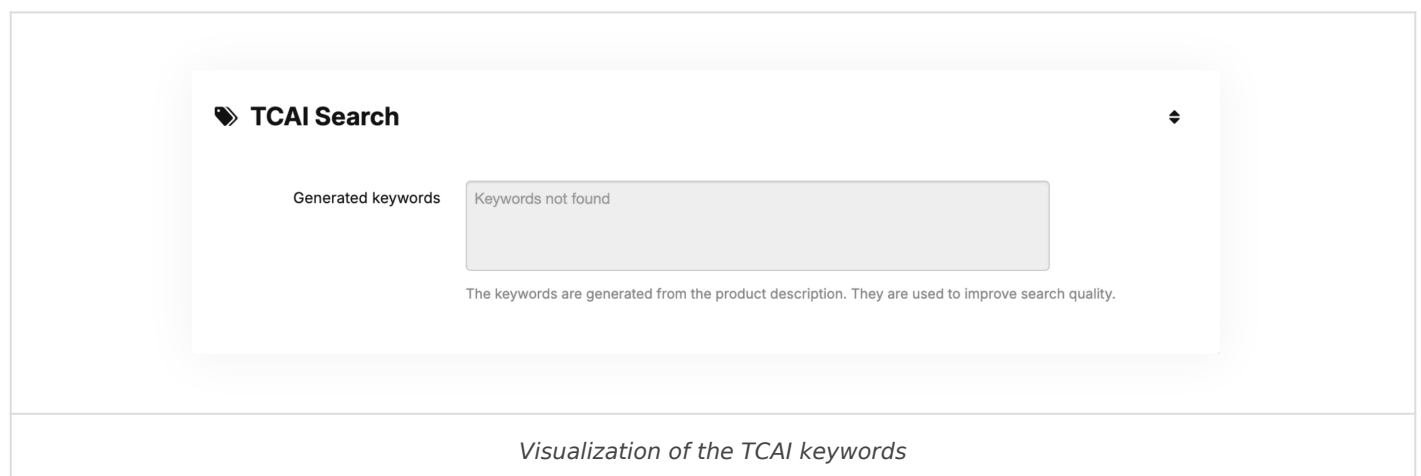 TCAI Search
Generated keywords
Keywords not found
The keywords are generated from the product description. They are used to improve search quality.
Visualization of the TCAI keywords